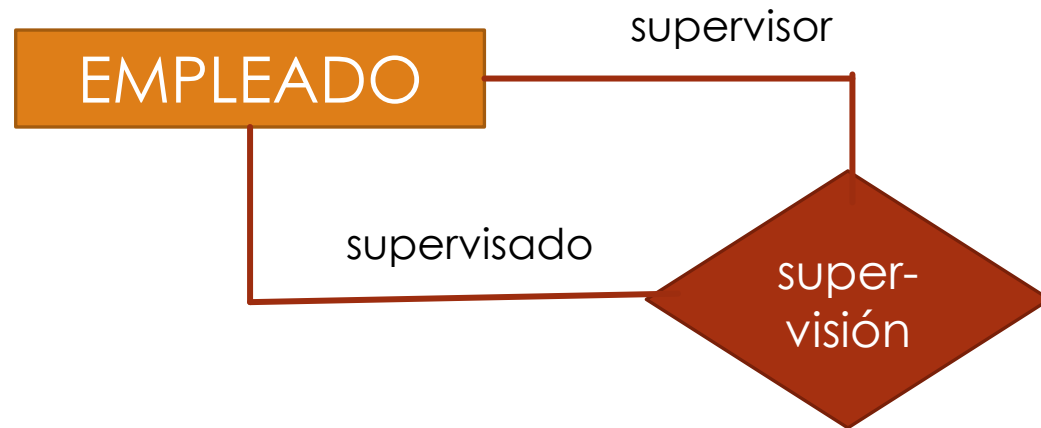 supervisor
EMPLEADO
supervisado
super-
visión